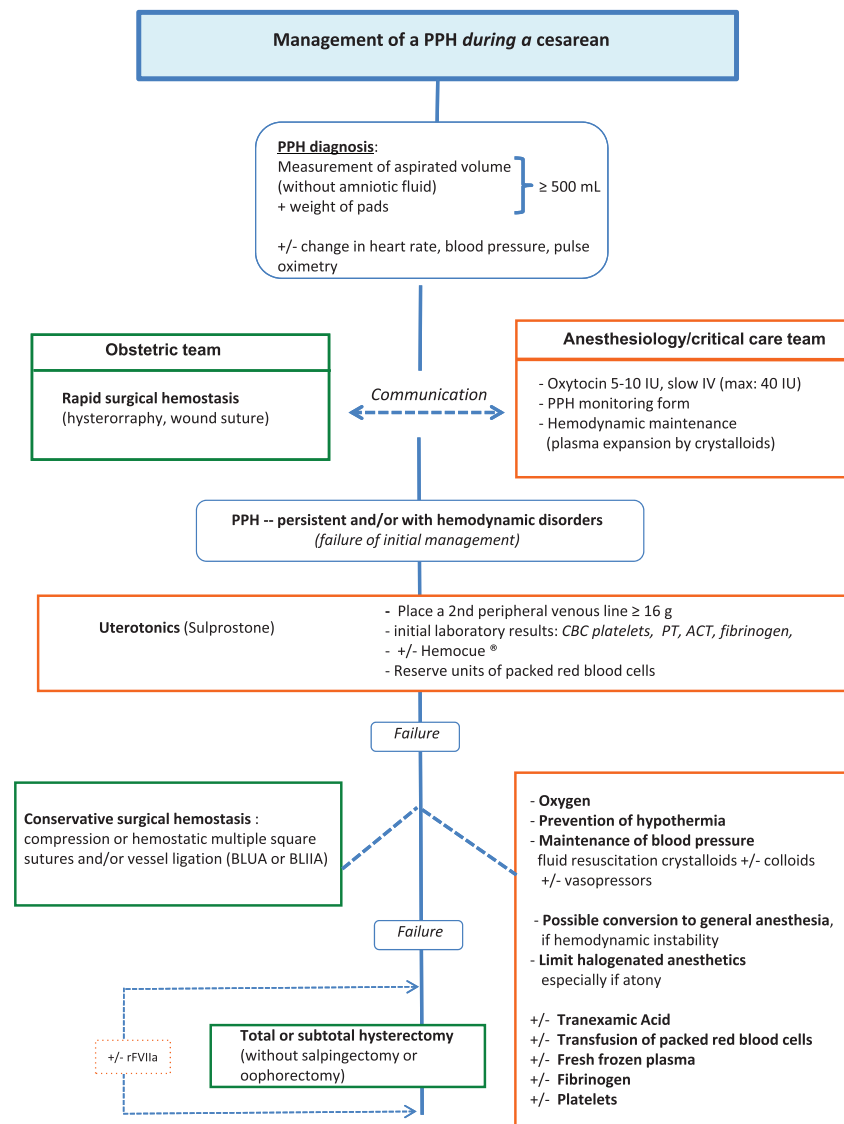 Management of a PPH during a cesarean
PPH diagnosis:
Measurement of aspirated volume
(without amniotic fluid)
+ weight of pads
≥ 500 mL
+/- change in heart rate, blood pressure, pulse
oximetry
Obstetric team
Rapid surgical hemostasis
(hysterorraphy, wound suture)
Communication
Anesthesiology/critical care team
- Oxytocin 5-10 IU, slow IV (max: 40 IU)
- PPH monitoring form
- Hemodynamic maintenance
(plasma expansion by crystalloids)
PPH -- persistent and/or with hemodynamic disorders
(failure of initial management)
Uterotonics (Sulprostone)
- Place a 2nd peripheral venous line ≥ 16 g
- initial laboratory results: CBC platelets, PT, ACT, fibrinogen,
- +/- Hemocue ®
- Reserve units of packed red blood cells
Failure
Conservative surgical hemostasis :
compression or hemostatic multiple square
sutures and/or vessel ligation (BLUA or BLIIA)
- Oxygen
- Prevention of hypothermia
- Maintenance of blood pressure
fluid resuscitation crystalloids +/- colloids
+/- vasopressors
- Possible conversion to general anesthesia,
if hemodynamic instability
- Limit halogenated anesthetics
especially if atony
+/- Tranexamic Acid
+/- Transfusion of packed red blood cells
+/- Fresh frozen plasma
+/- Fibrinogen
+/- Platelets
Failure
+/- rFVIIa
Total or subtotal hysterectomy
(without salpingectomy or
oophorectomy)